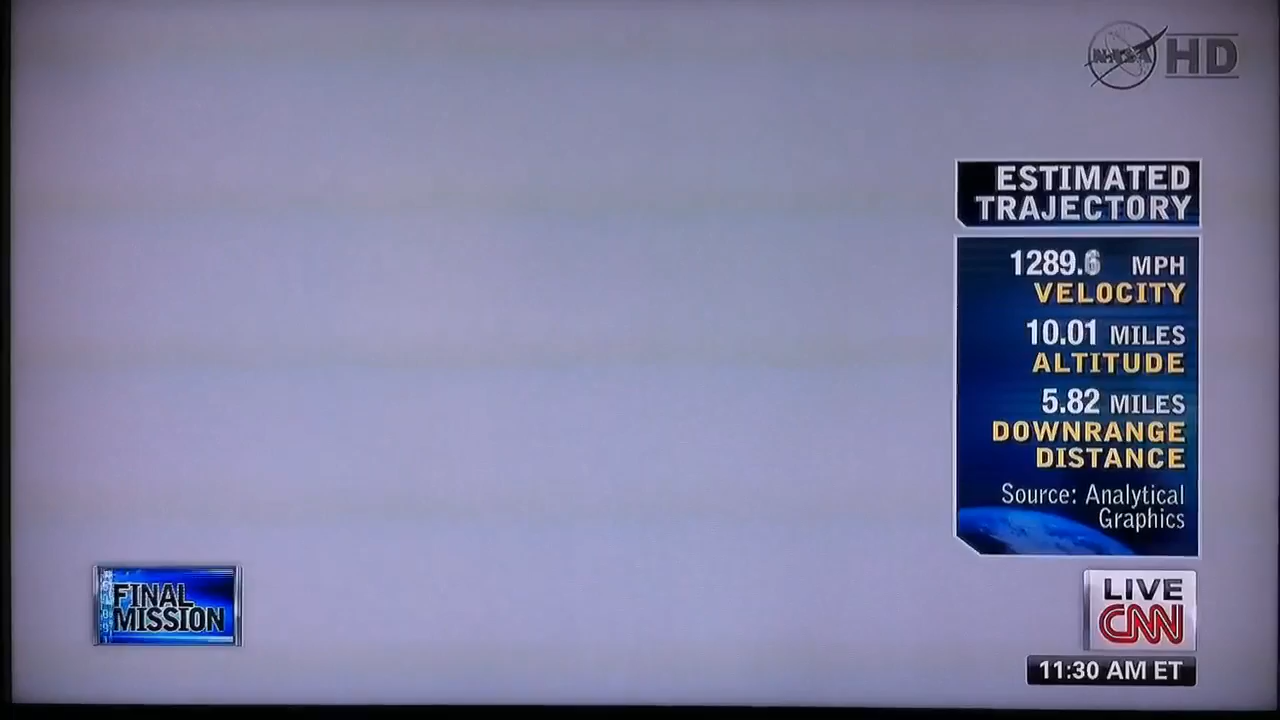 NASA HD
ESTIMATED
TRAJECTORY
1289.6 MPH
VELOCITY
10.01 MILES
ALTITUDE
5.82 MILES
DOWNRANGE
DISTANCE
Source: Analytical
Graphics
FINAL
MISSION
LIVE
CNN
11:30 AM ET